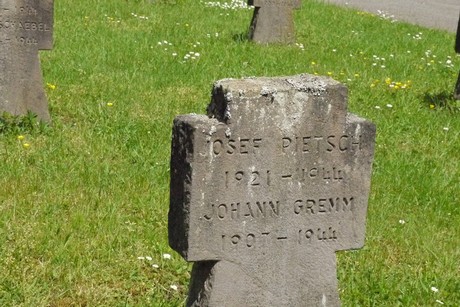 JOSEF PIETSCH
1921 - 1944
JOHANN GREMM
1907 - 1944